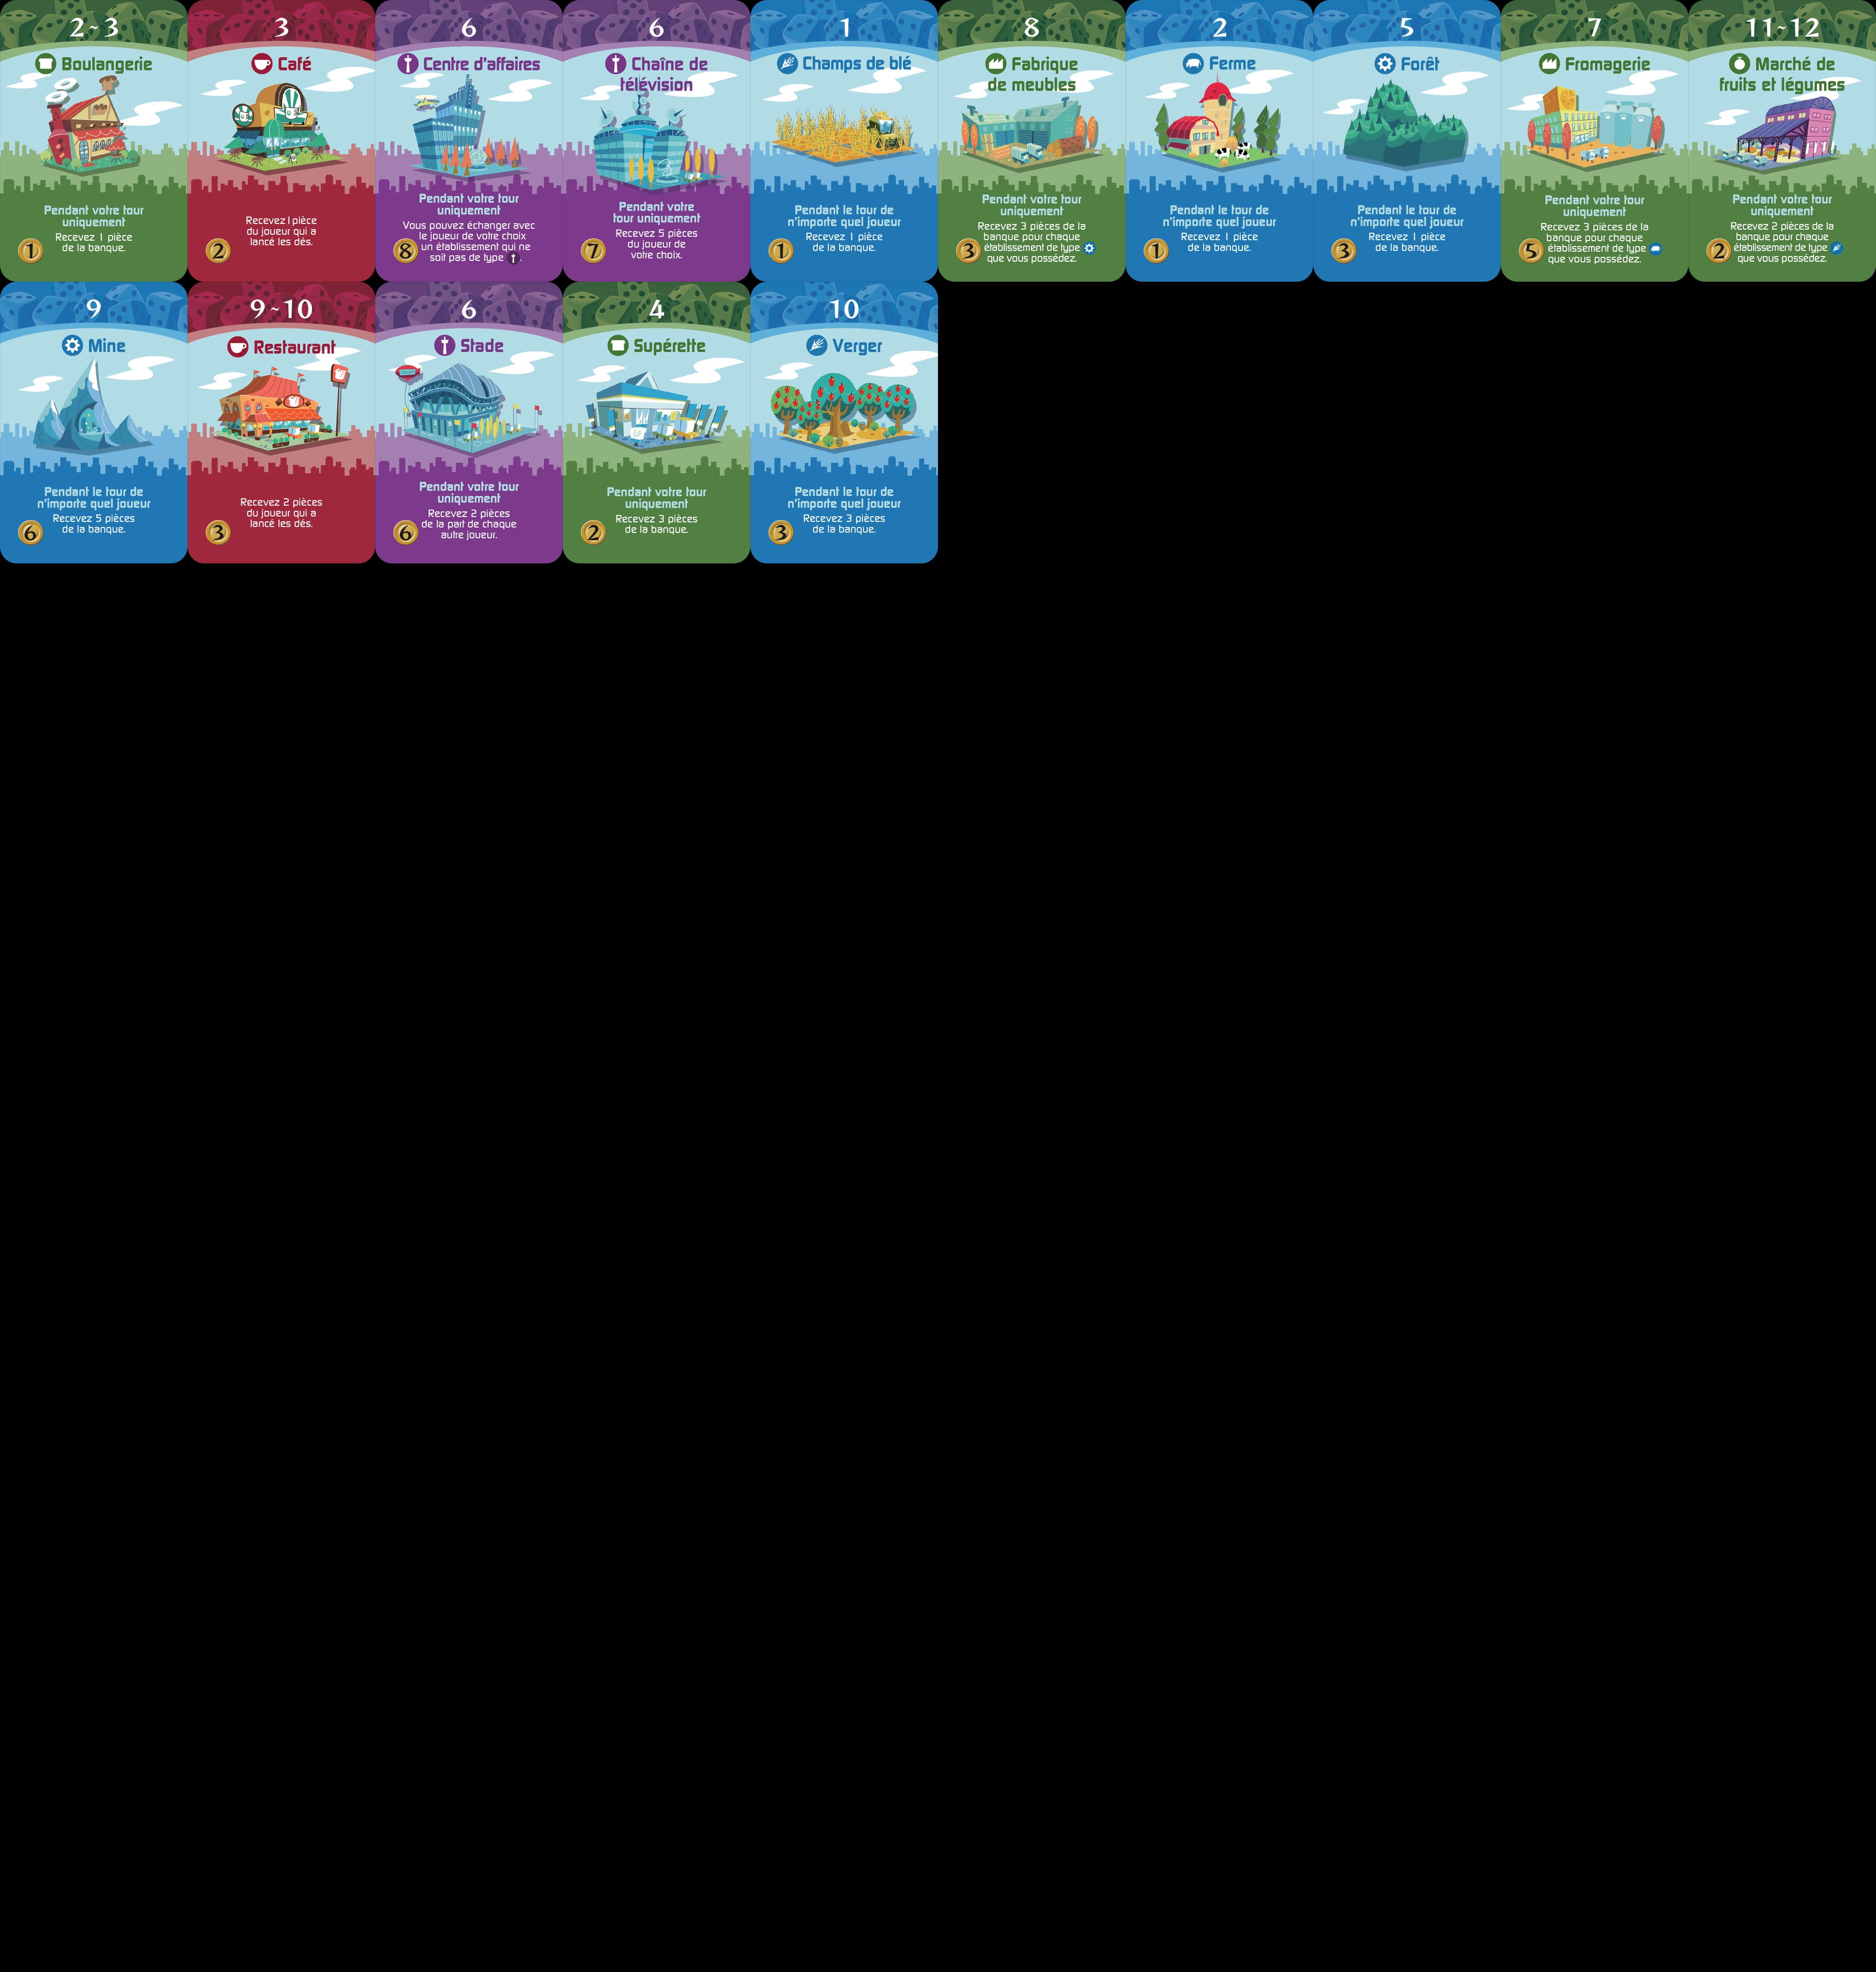 2~3
Boulangerie
Pendant votre tour
uniquement
Recevez 1 pièce
de la banque.
1
3
Café
Recevez 1 pièce
du joueur qui a
lancé les dés.
2
6
Centre d'affaires
Pendant votre tour
uniquement
Vous pouvez échanger avec
le joueur de votre choix
un établissement qui ne
soit pas de type .
8
6
Chaîne de
télévision
Pendant votre
tour uniquement
Recevez 5 pièces
du joueur de
votre choix.
7
1
Champs de blé
Pendant le tour de
n'importe quel joueur
Recevez 1 pièce
de la banque.
1
8
Fabrique
de meubles
Pendant votre tour
uniquement
Recevez 3 pièces de la
banque pour chaque
établissement de type
que vous possédez.
3
2
Ferme
Pendant le tour de
n'importe quel joueur
Recevez 1 pièce
de la banque.
1
5
Forêt
Pendant le tour de
n'importe quel joueur
Recevez 1 pièce
de la banque.
3
7
Fromagerie
Pendant votre tour
uniquement
Recevez 3 pièces de la
banque pour chaque
établissement de type
que vous possédez.
5
11~12
Marché de
fruits et légumes
Pendant votre tour
uniquement
Recevez 2 pièces de la
banque pour chaque
établissement de type
que vous possédez.
2
9
Mine
Pendant le tour de
n'importe quel joueur
Recevez 5 pièces
de la banque.
6
9~10
Restaurant
Recevez 2 pièces
du joueur qui a
lancé les dés.
3
6
Stade
Pendant votre tour
uniquement
Recevez 2 pièces
de la part de chaque
autre joueur.
6
4
Supérette
Pendant votre tour
uniquement
Recevez 3 pièces
de la banque.
2
10
Verger
Pendant le tour de
n'importe quel joueur
Recevez 3 pièces
de la banque.
3